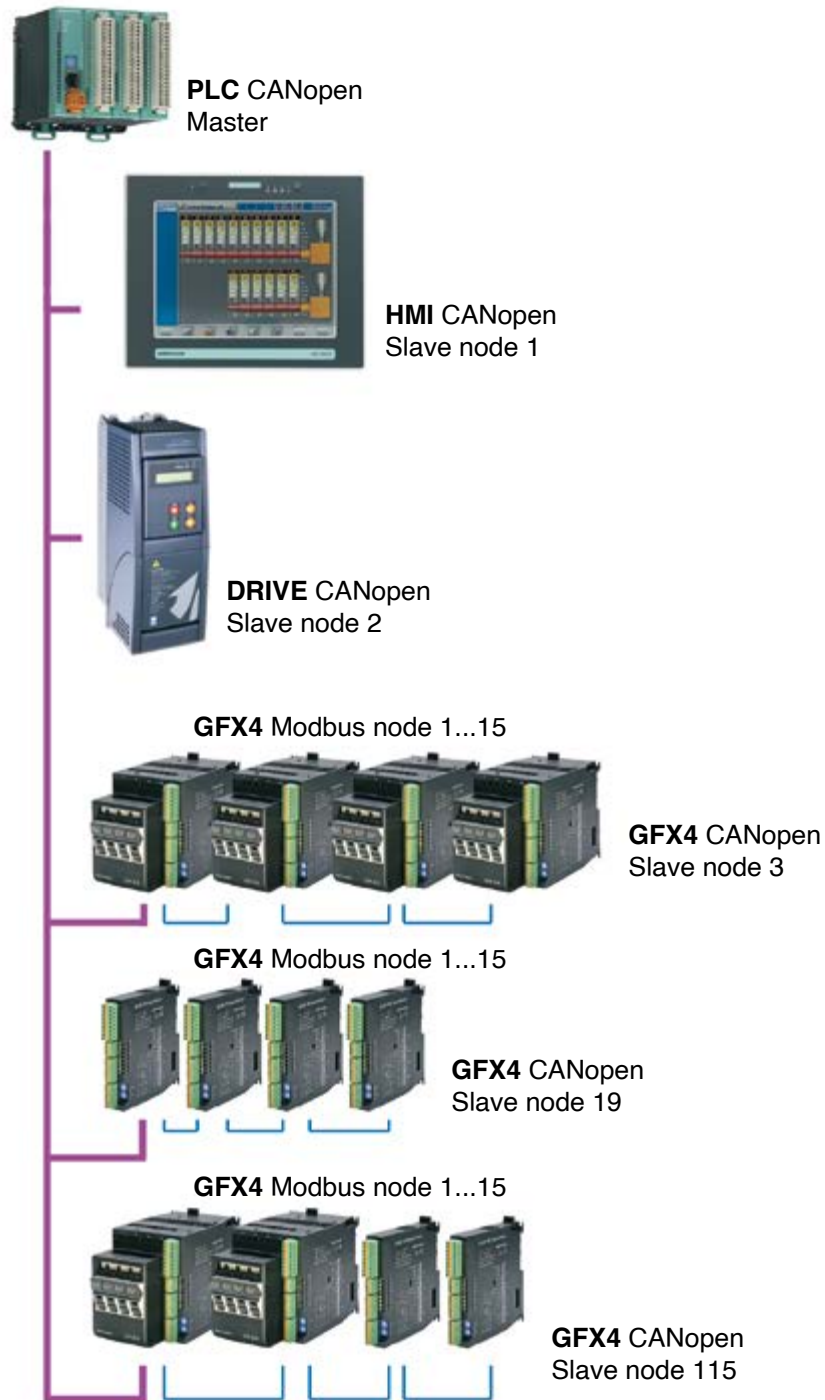 PLC CANopen
Master
HMI CANopen
Slave node 1
DRIVE CANopen
Slave node 2
GFX4 Modbus node 1...15
GFX4 CANopen
Slave node 3
GFX4 Modbus node 1...15
GFX4 CANopen
Slave node 19
GFX4 Modbus node 1...15
GFX4 CANopen
Slave node 115